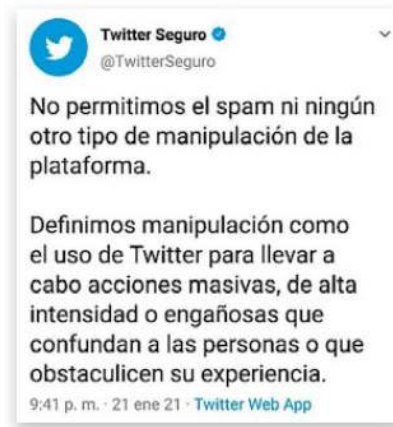 Twitter Seguro
@TwitterSeguro
No permitimos el spam ni ningún
otro tipo de manipulación de la
plataforma.
Definimos manipulación como
el uso de Twitter para llevar a
cabo acciones masivas, de alta
intensidad o engañosas que
confundan a las personas o que
obstaculicen su experiencia.
9:41 p. m. · 21 ene 21 · Twitter Web App